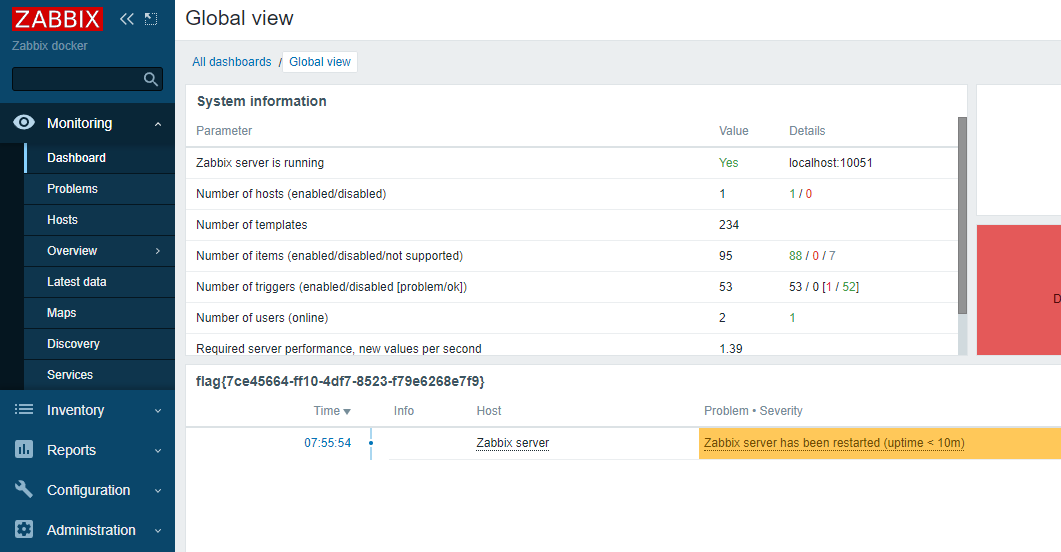 ZABBIX
Zabbix docker
Monitoring
Dashboard
Problems
Hosts
Overview
Latest data
Maps
Discovery
Services
Inventory
Reports
Configuration
Administration
Global view
All dashboards / Global view
System information
Parameter Value Details
Zabbix server is running Yes localhost:10051
Number of hosts (enabled/disabled) 1 1 / 0
Number of templates 234
Number of items (enabled/disabled/not supported) 95 88 / 0 / 7
Number of triggers (enabled/disabled [problem/ok]) 53 53 / 0 [1 / 52]
Number of users (online) 2 1
Required server performance, new values per second 1.39
D
flag{7ce45664-ff10-4df7-8523-f79e6268e7f9}
Time ▼ Info Host Problem • Severity
07:55:54 Zabbix server Zabbix server has been restarted (uptime < 10m)